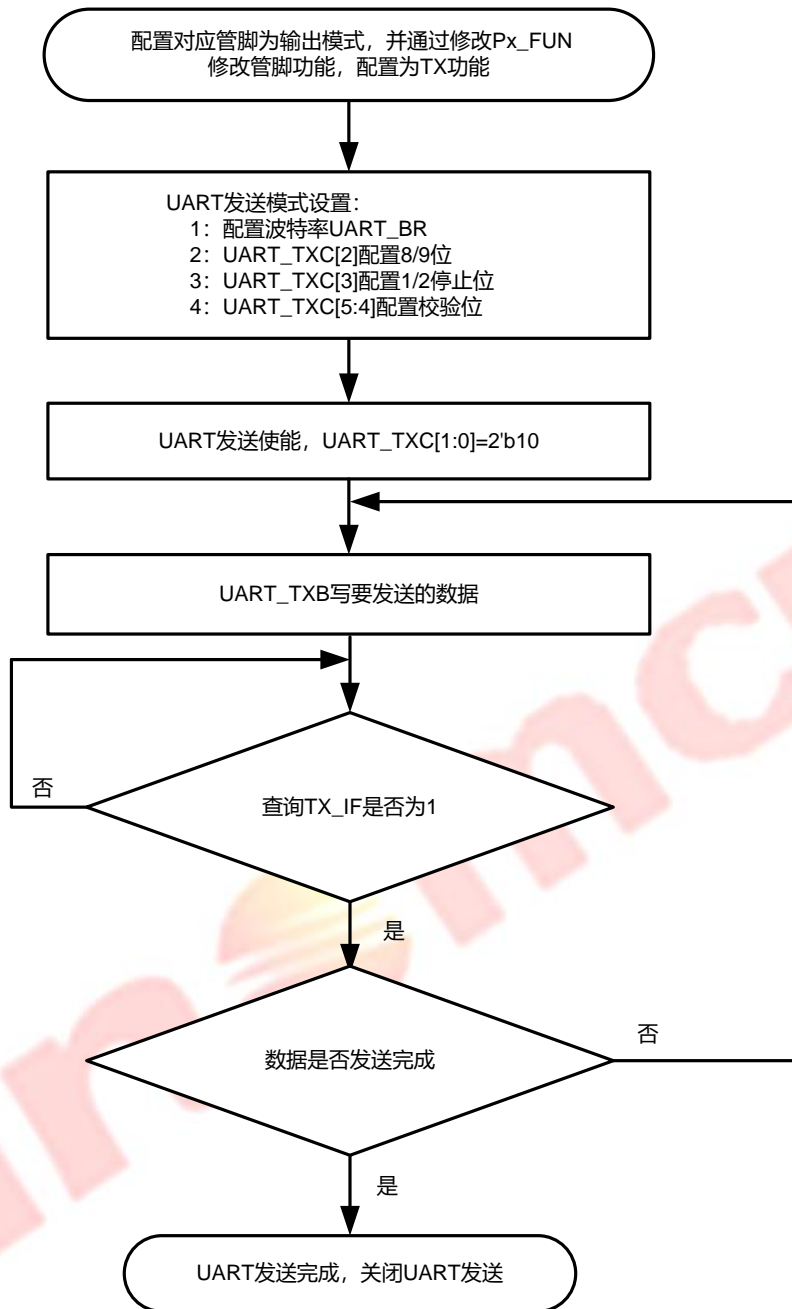 配置对应管脚为输出模式，并通过修改Px_FUN
修改管脚功能，配置为TX功能
UART发送模式设置：
1：配置波特率UART_BR
2：UART_TXC[2]配置8/9位
3：UART_TXC[3]配置1/2停止位
4：UART_TXC[5:4]配置校验位
UART发送使能，UART_TXC[1:0]=2'b10
UART_TXB写要发送的数据
否
查询TX_IF是否为1
是
否
数据是否发送完成
是
UART发送完成，关闭UART发送